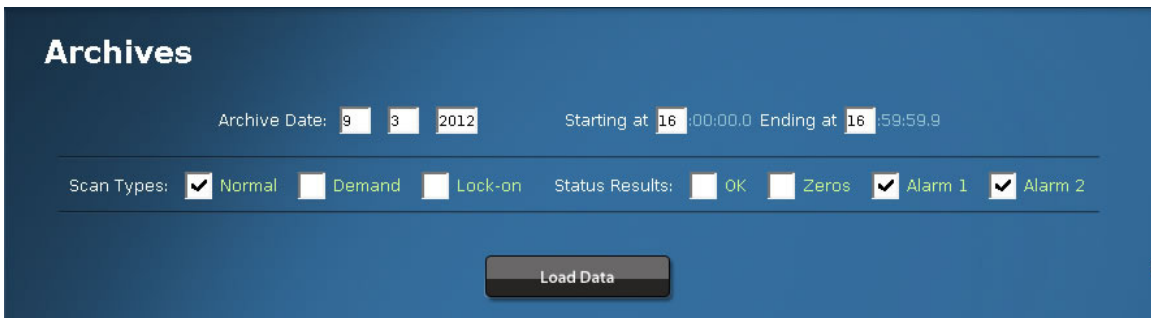 Archives
Archive Date: 9 3 2012 Starting at 16 :00:00.0 Ending at 16 :59:59.9
Scan Types: Normal Demand Lock-on Status Results: OK Zeros Alarm 1 Alarm 2
Load Data